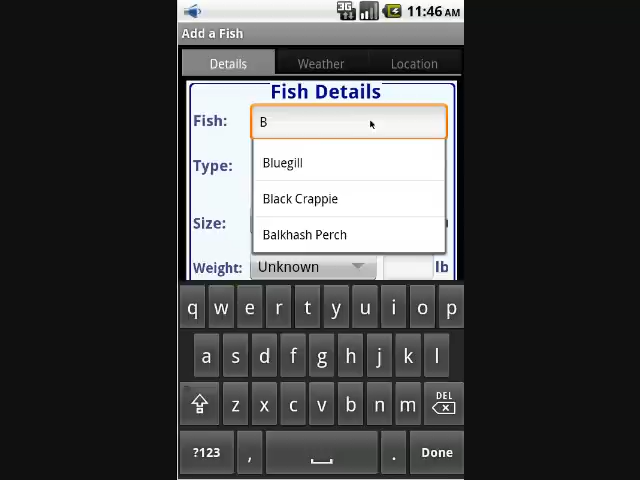 3G 11:46 AM
Add a Fish
Details Weather Location
Fish Details
Fish: B
Bluegill
Type:
Black Crappie
Size:
Balkhash Perch
Weight: Unknown lb
q w e r t y u i o p
a s d f g h j k l
z x c v b n m DEL
?123 , . Done